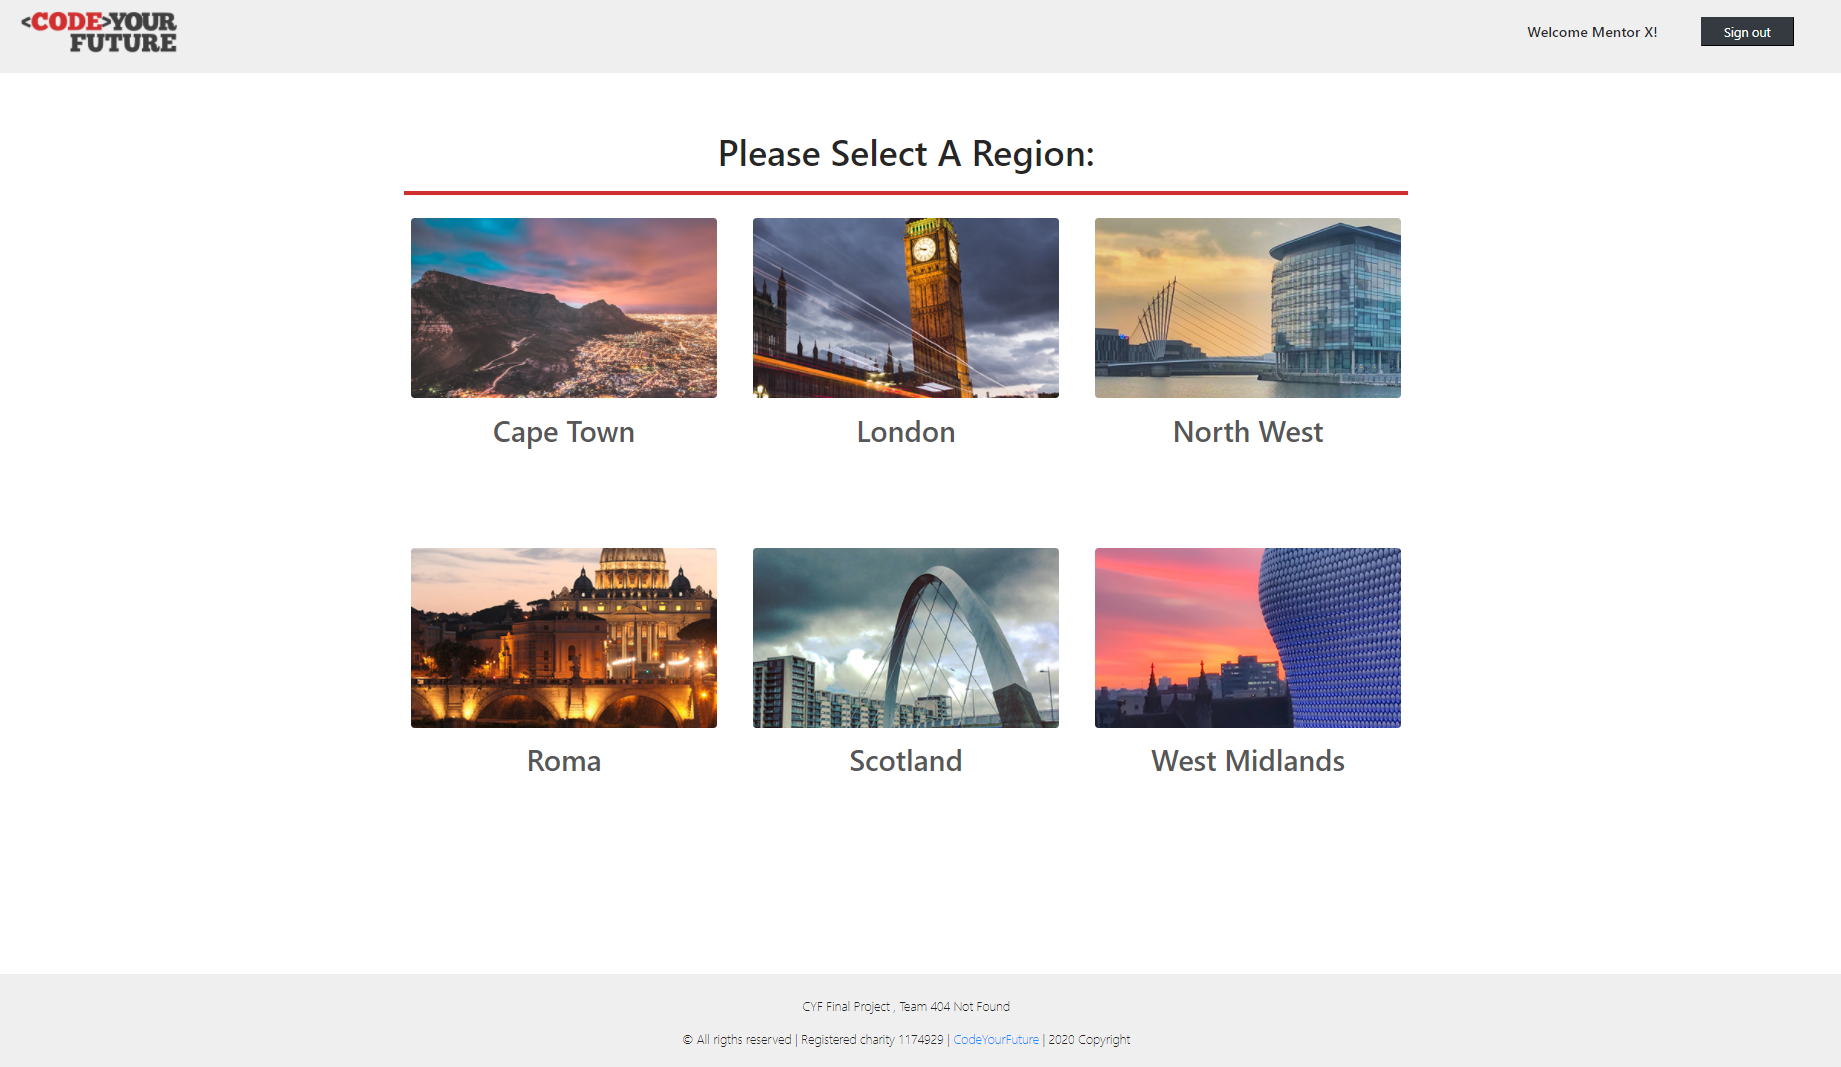 <CODE>YOUR
FUTURE
Welcome Mentor X!
Sign out
Please Select A Region:
Cape Town
London
North West
Roma
Scotland
West Midlands
CYF Final Project , Team 404 Not Found
© All rigths reserved | Registered charity 1174929 | CodeYourFuture | 2020 Copyright